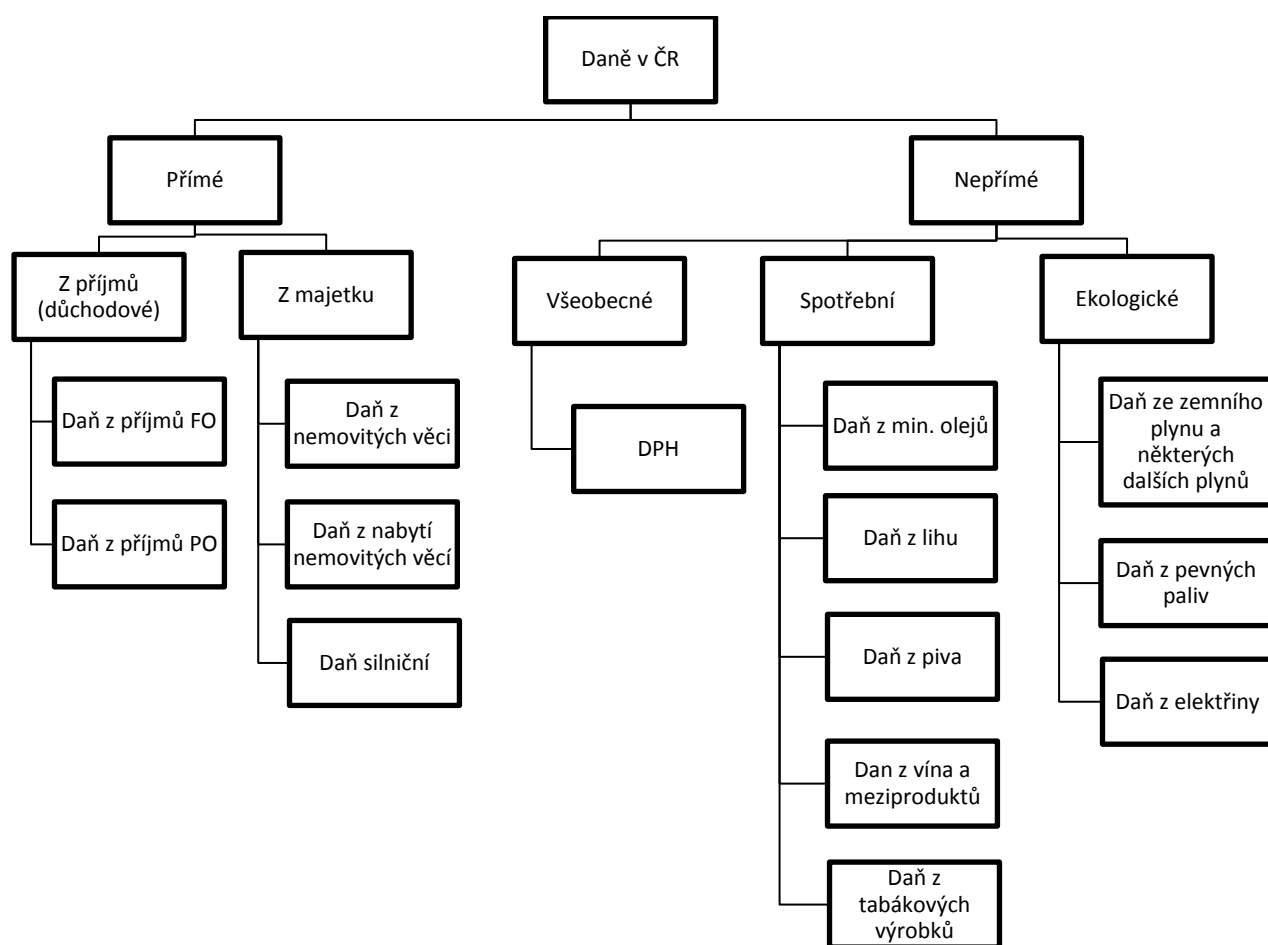 Daně v ČR
Přímé
Nepřímé
Z příjmů
(důchodové)
Z majetku
Všeobecné
Spotřební
Ekologické
Daň z příjmů FO
Daň z příjmů PO
Daň z
nemovitých věci
Daň z nabytí
nemovitých věcí
Daň silniční
DPH
Daň z min. olejů
Daň z lihu
Daň z piva
Dan z vína a
meziproduktů
Daň z
tabákových
výrobků
Daň ze zemního
plynu a
některých
dalších plynů
Daň z pevných
paliv
Daň z elektřiny